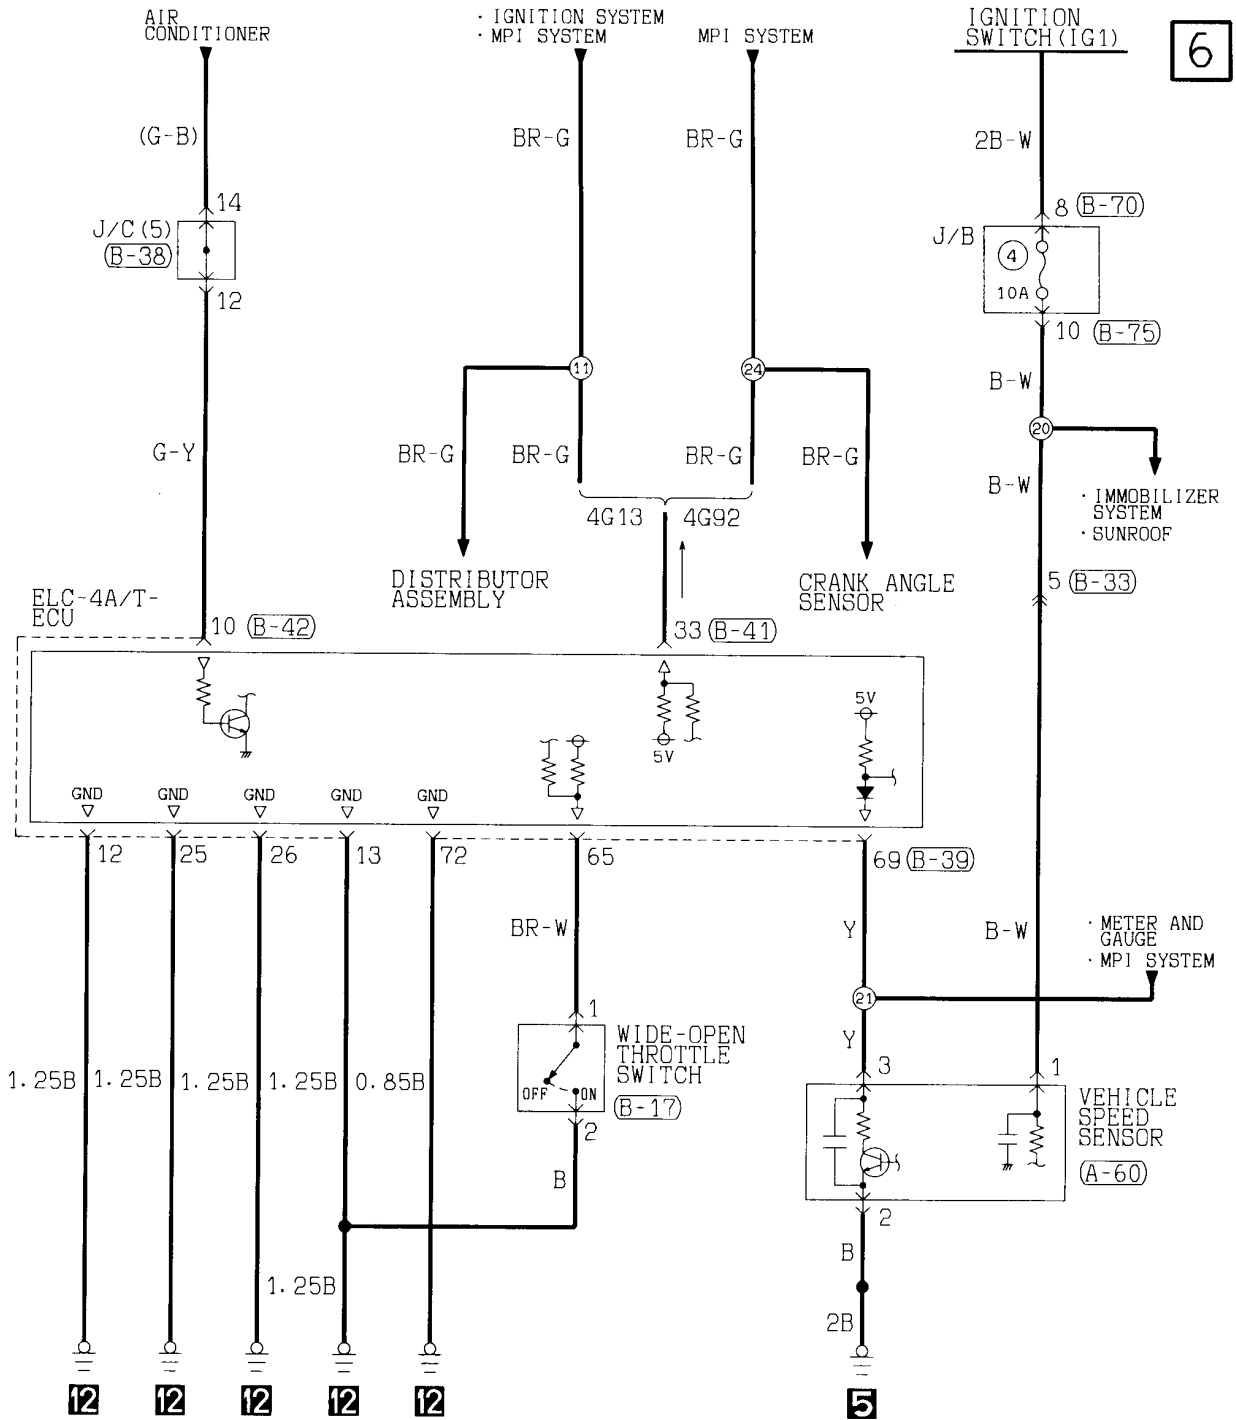 AIR
CONDITIONER
· IGNITION SYSTEM
· MPI SYSTEM
MPI SYSTEM
IGNITION
SWITCH(IG1)
6
(G-B)
BR-G
BR-G
2B-W
14
J/C(5)
B-38
12
8 B-70
J/B
4
10A
10 B-75
11
24
B-W
20
G-Y
BR-G
BR-G
BR-G
BR-G
B-W
· IMMOBILIZER
SYSTEM
· SUNROOF
4G13
4G92
DISTRIBUTOR
ASSEMBLY
CRANK ANGLE
SENSOR
5 B-33
ELC-4A/T-
ECU
10 B-42
33 B-41
5V
5V
GND
GND
GND
GND
GND
12
25
26
13
72
65
69 B-39
BR-W
Y
B-W
· METER AND
GAUGE
· MPI SYSTEM
21
Y
1
WIDE-OPEN
THROTTLE
SWITCH
B-17
OFF
ON
2
3
1
VEHICLE
SPEED
SENSOR
A-60
1.25B
1.25B
1.25B
1.25B
0.85B
B
2
B
1.25B
2B
12
12
12
12
12
5